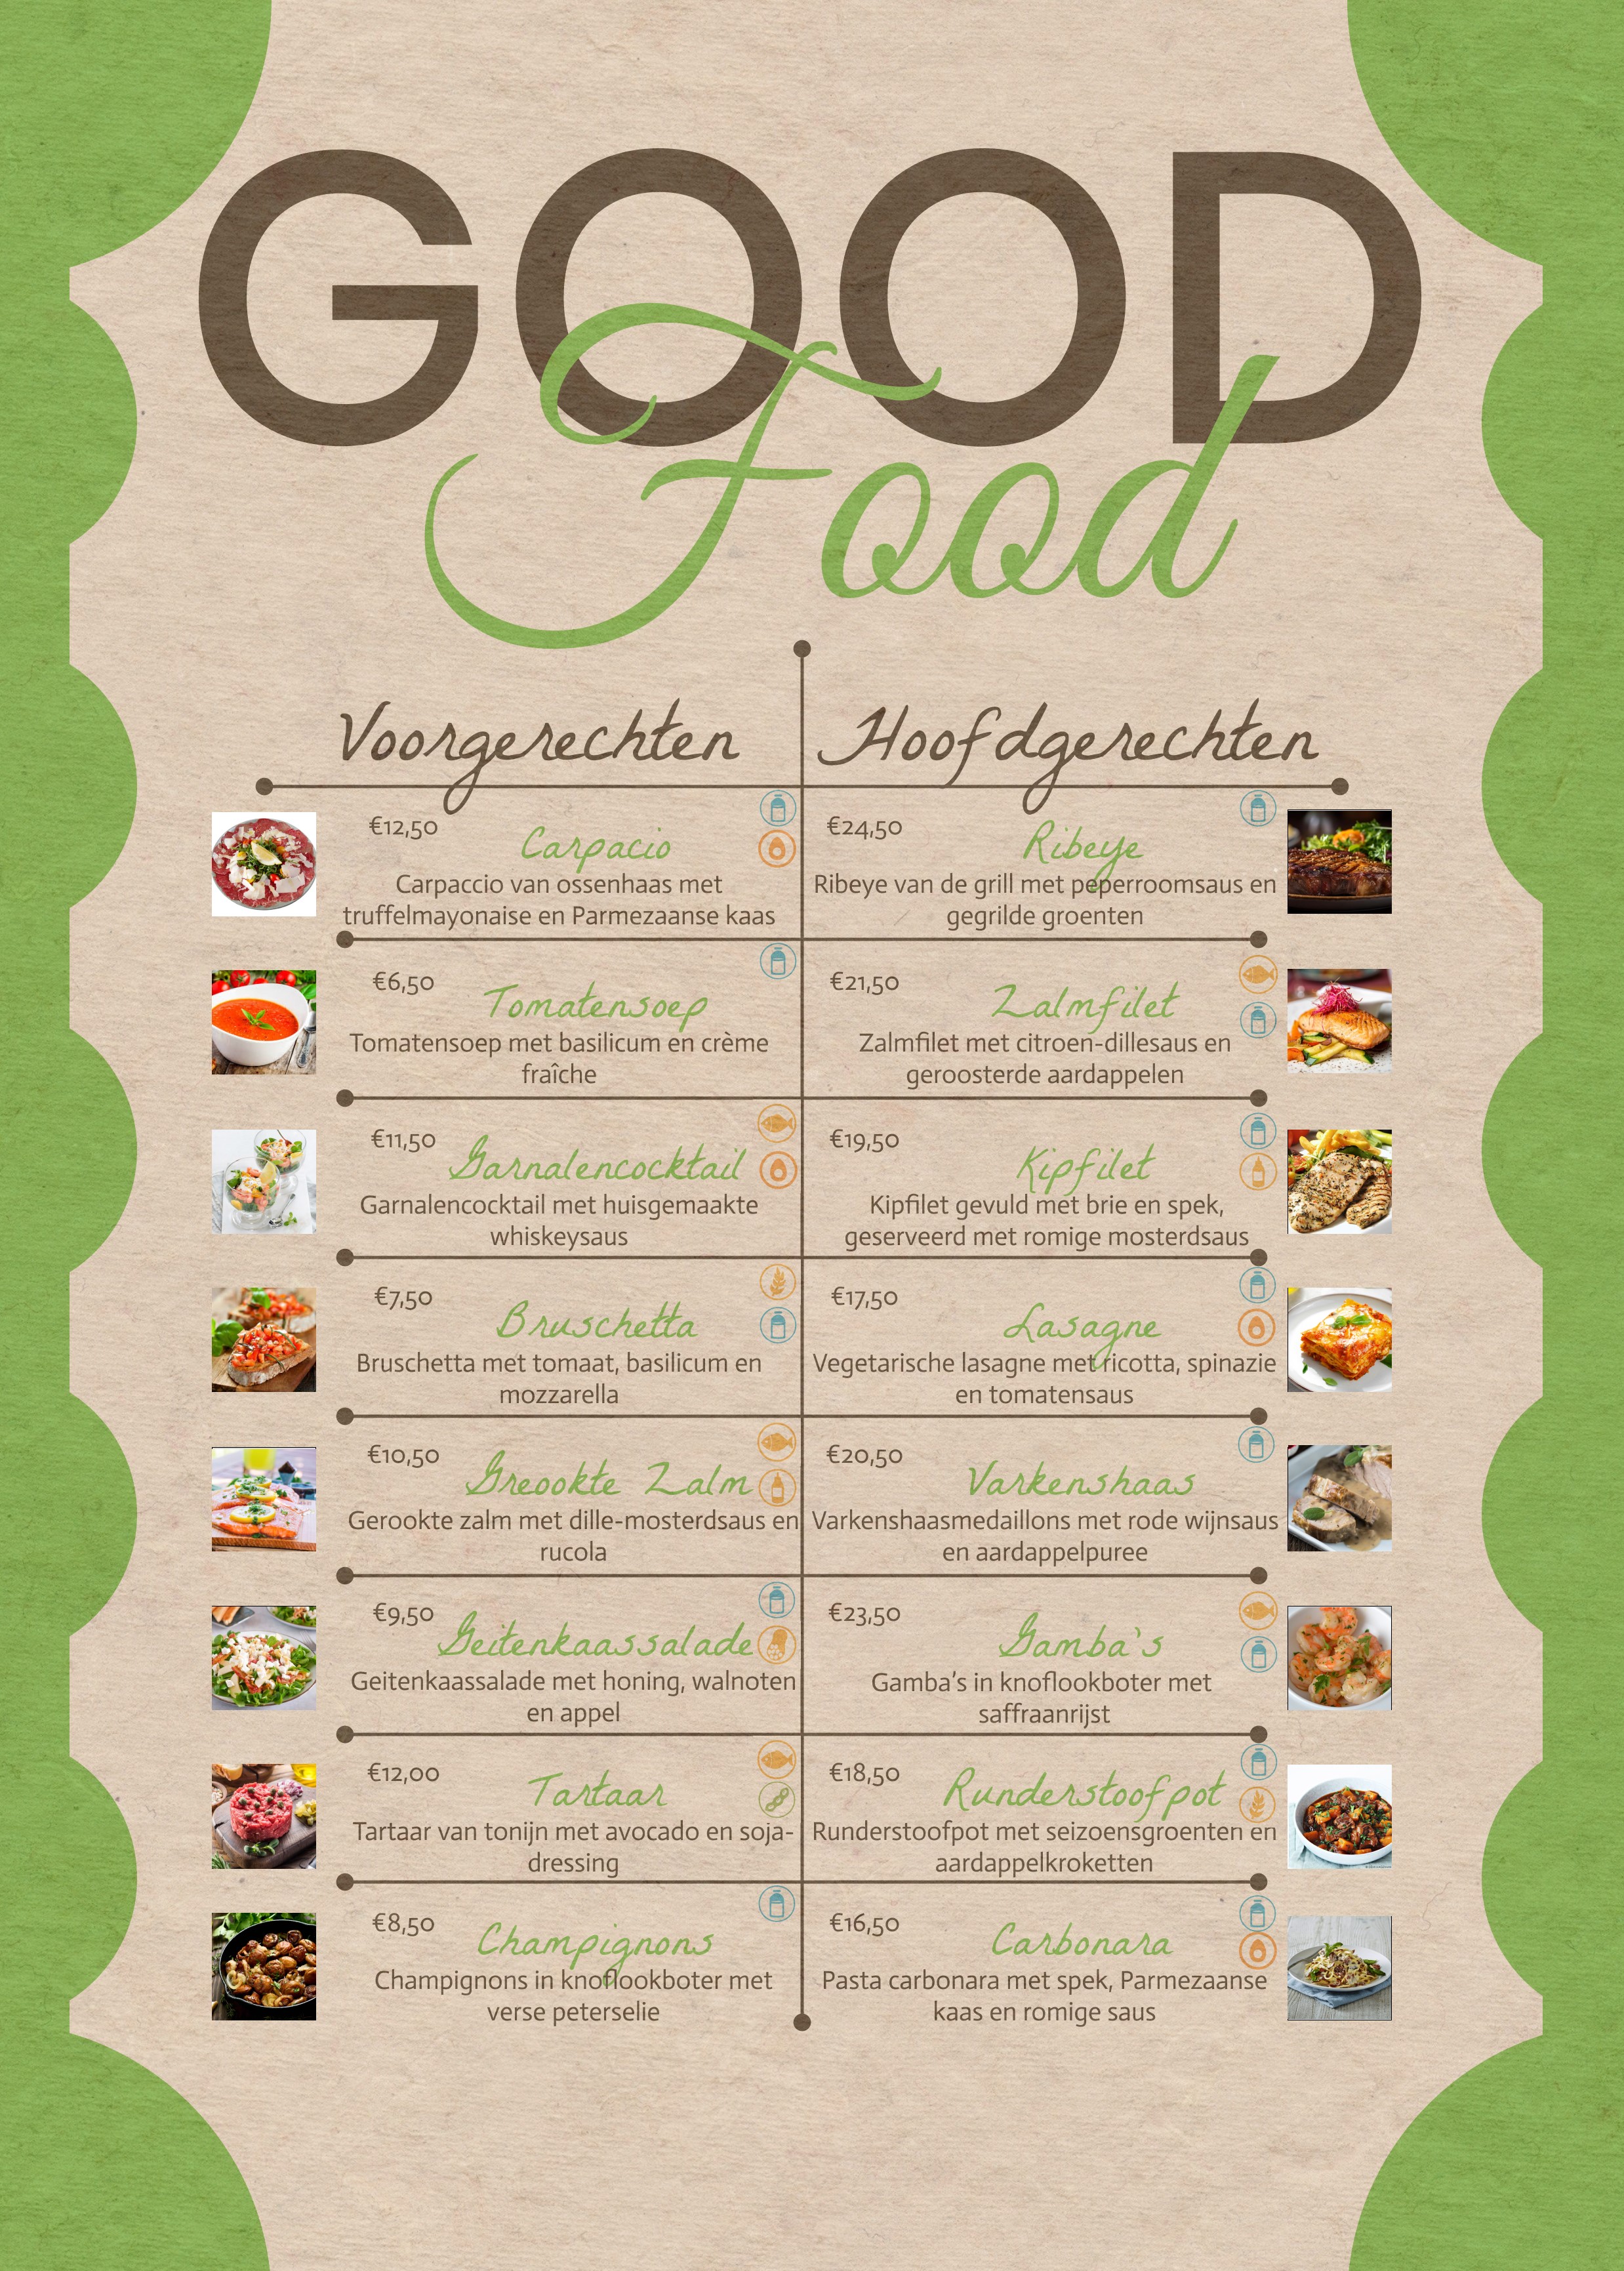 GOOD
Food
Voorgerechten
€12,50
Carpacio
Carpaccio van ossenhaas met
truffelmayonaise en Parmezaanse kaas
€6,50
Tomatensoep
Tomatensoep met basilicum en crème
fraîche
€11,50
Garnalencocktail
Garnalencocktail met huisgemaakte
whiskeysaus
€7,50
Bruschetta
Bruschetta met tomaat, basilicum en
mozzarella
€10,50
Greookte Zalm
Gerookte zalm met dille-mosterdsaus en
rucola
€9,50
Geitenkaassalade
Geitenkaassalade met honing, walnoten
en appel
€12,00
Tartaar
Tartaar van tonijn met avocado en soja-
dressing
€8,50
Champignons
Champignons in knoflookboter met
verse peterselie
Hoofdgerechten
€24,50
Ribeye
Ribeye van de grill met peperroomsaus en
gegrilde groenten
€21,50
Zalmfilet
Zalmfilet met citroen-dillesaus en
geroosterde aardappelen
€19,50
Kipfilet
Kipfilet gevuld met brie en spek,
geserveerd met romige mosterdsaus
€17,50
Lasagne
Vegetarische lasagne met ricotta, spinazie
en tomatensaus
€20,50
Varkenshaas
Varkenshaasmedaillons met rode wijnsaus
en aardappelpuree
€23,50
Gamba's
Gamba's in knoflookboter met
saffraanrijst
€18,50
Runderstoofpot
Runderstoofpot met seizoensgroenten en
aardappelkroketten
€16,50
Carbonara
Pasta carbonara met spek, Parmezaanse
kaas en romige saus